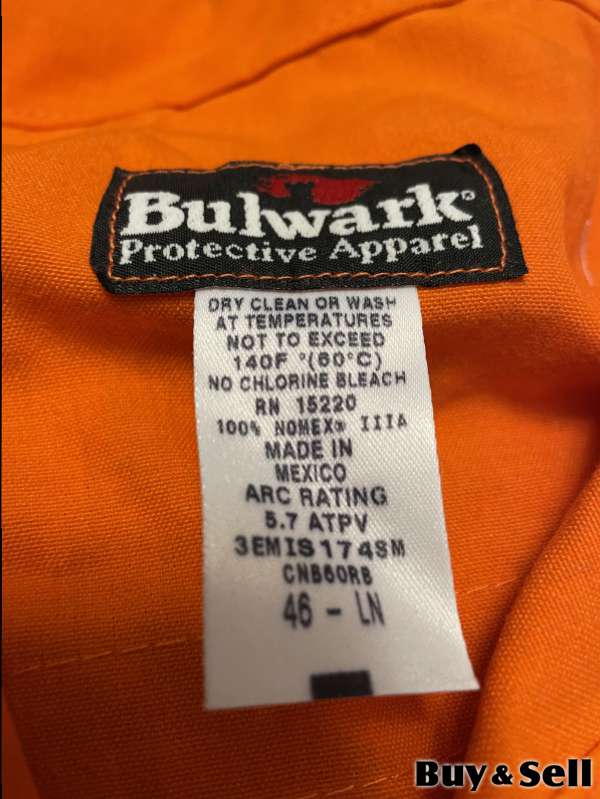 Bulwark®
Protective Apparel
DRY CLEAN OR WASH
AT TEMPERATURES
NOT TO EXCEED
140F °(60°C)
NO CHLORINE BLEACH
RN 15220
100% NOMEX® IIIA
MADE IN
MEXICO
ARC RATING
5.7 ATPV
3EMIS174SM
CNB60RB
46 - LN
Buy & Sell